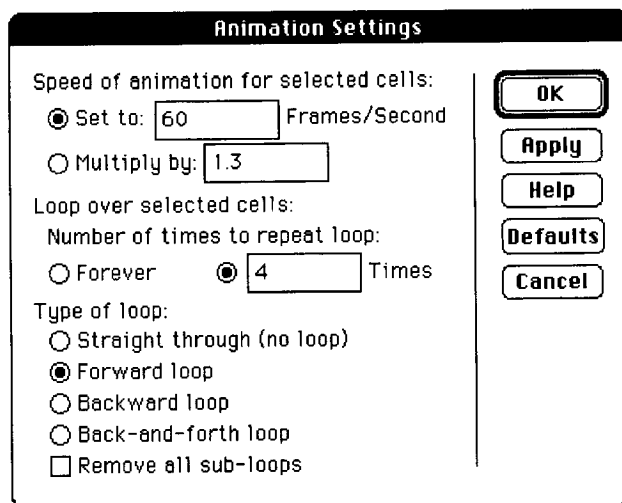 Animation Settings
Speed of animation for selected cells:
Set to: 60 Frames/Second
Multiply by: 1.3
Loop over selected cells:
Number of times to repeat loop:
Forever 4 Times
Type of loop:
Straight through (no loop)
Forward loop
Backward loop
Back-and-forth loop
Remove all sub-loops
OK
Apply
Help
Defaults
Cancel